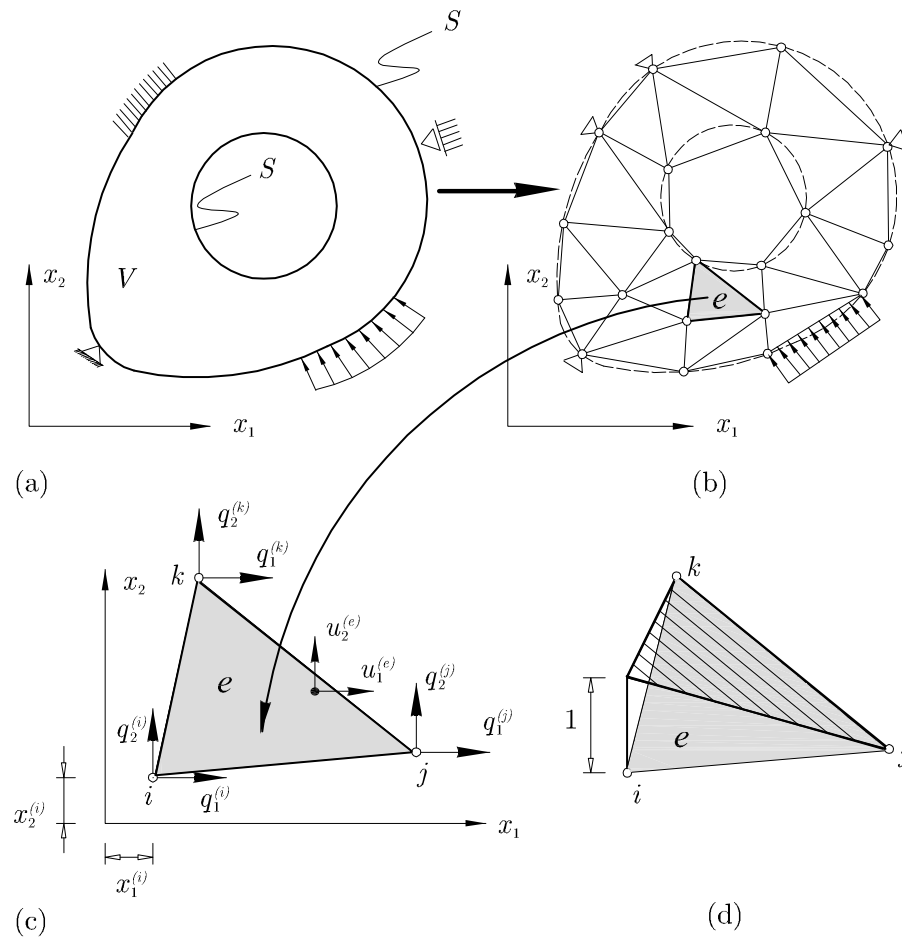 S
S
V
x₂
x₁
(a)
x₂
e
x₁
(b)
q₂⁽ᵏ⁾
q₁⁽ᵏ⁾
k
x₂
u₂⁽ᵉ⁾
u₁⁽ᵉ⁾
e
q₂⁽ʲ⁾
q₁⁽ʲ⁾
q₂⁽ⁱ⁾
q₁⁽ⁱ⁾
i
j
x₂⁽ⁱ⁾
x₁
x₁⁽ⁱ⁾
(c)
k
1
e
i
j
(d)